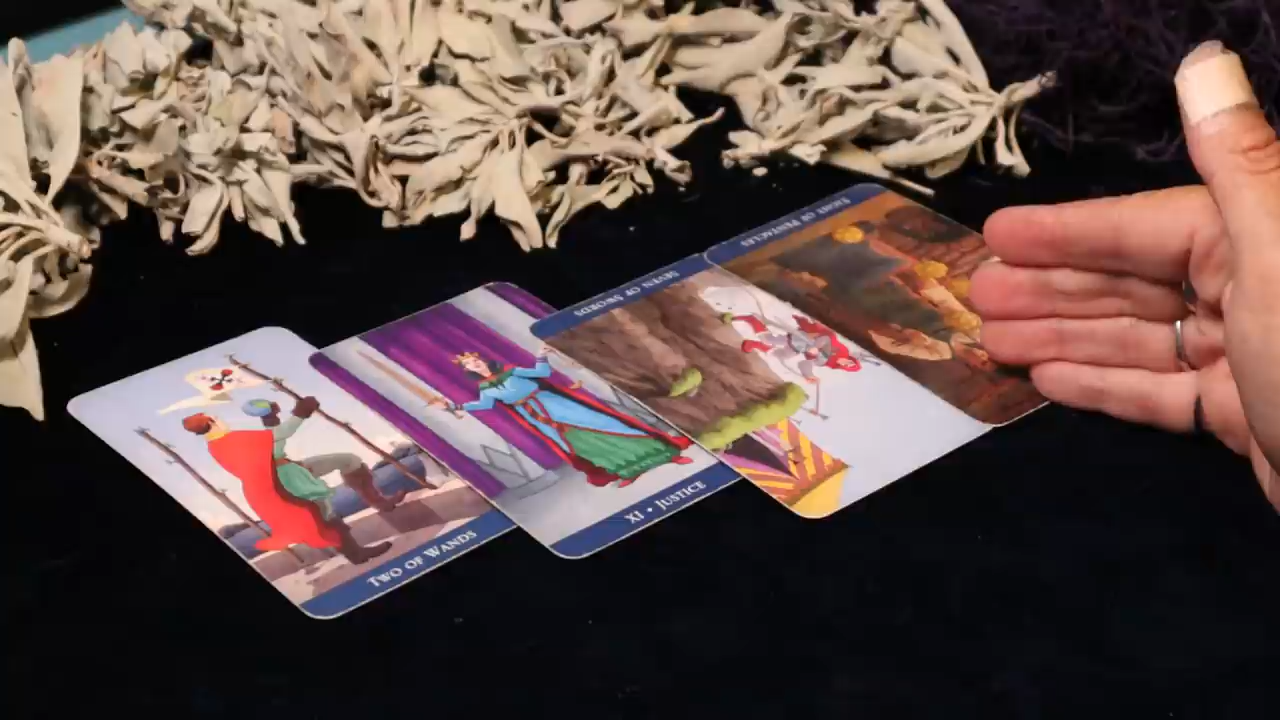 TWO OF WANDS
XI • JUSTICE
SEVEN OF SWORDS
EIGHT OF PENTACLES